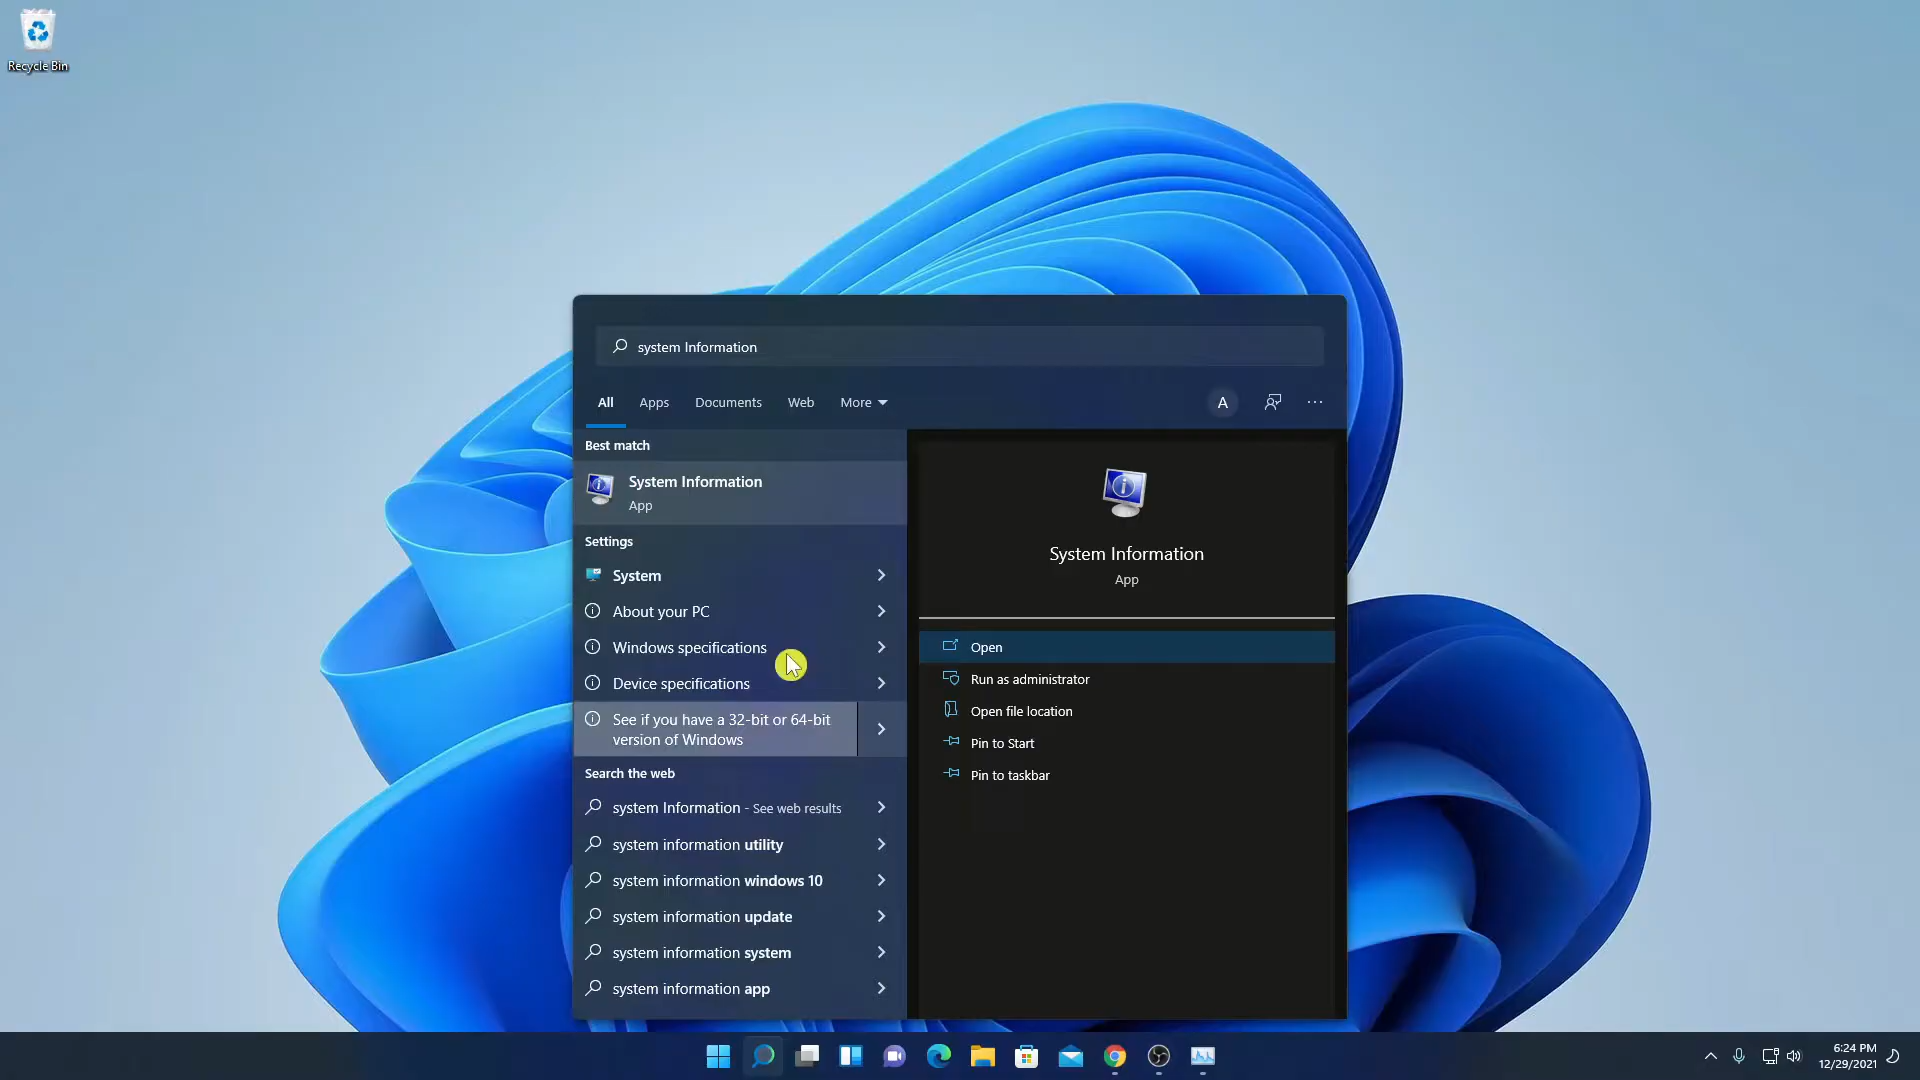 Recycle Bin
system Information
All
Apps
Documents
Web
More
A
Best match
System Information
App
Settings
System
About your PC
Windows specifications
Device specifications
See if you have a 32-bit or 64-bit
version of Windows
Search the web
system Information - See web results
system information utility
system information windows 10
system information update
system information system
system information app
System Information
App
Open
Run as administrator
Open file location
Pin to Start
Pin to taskbar
6:24 PM
12/29/2021